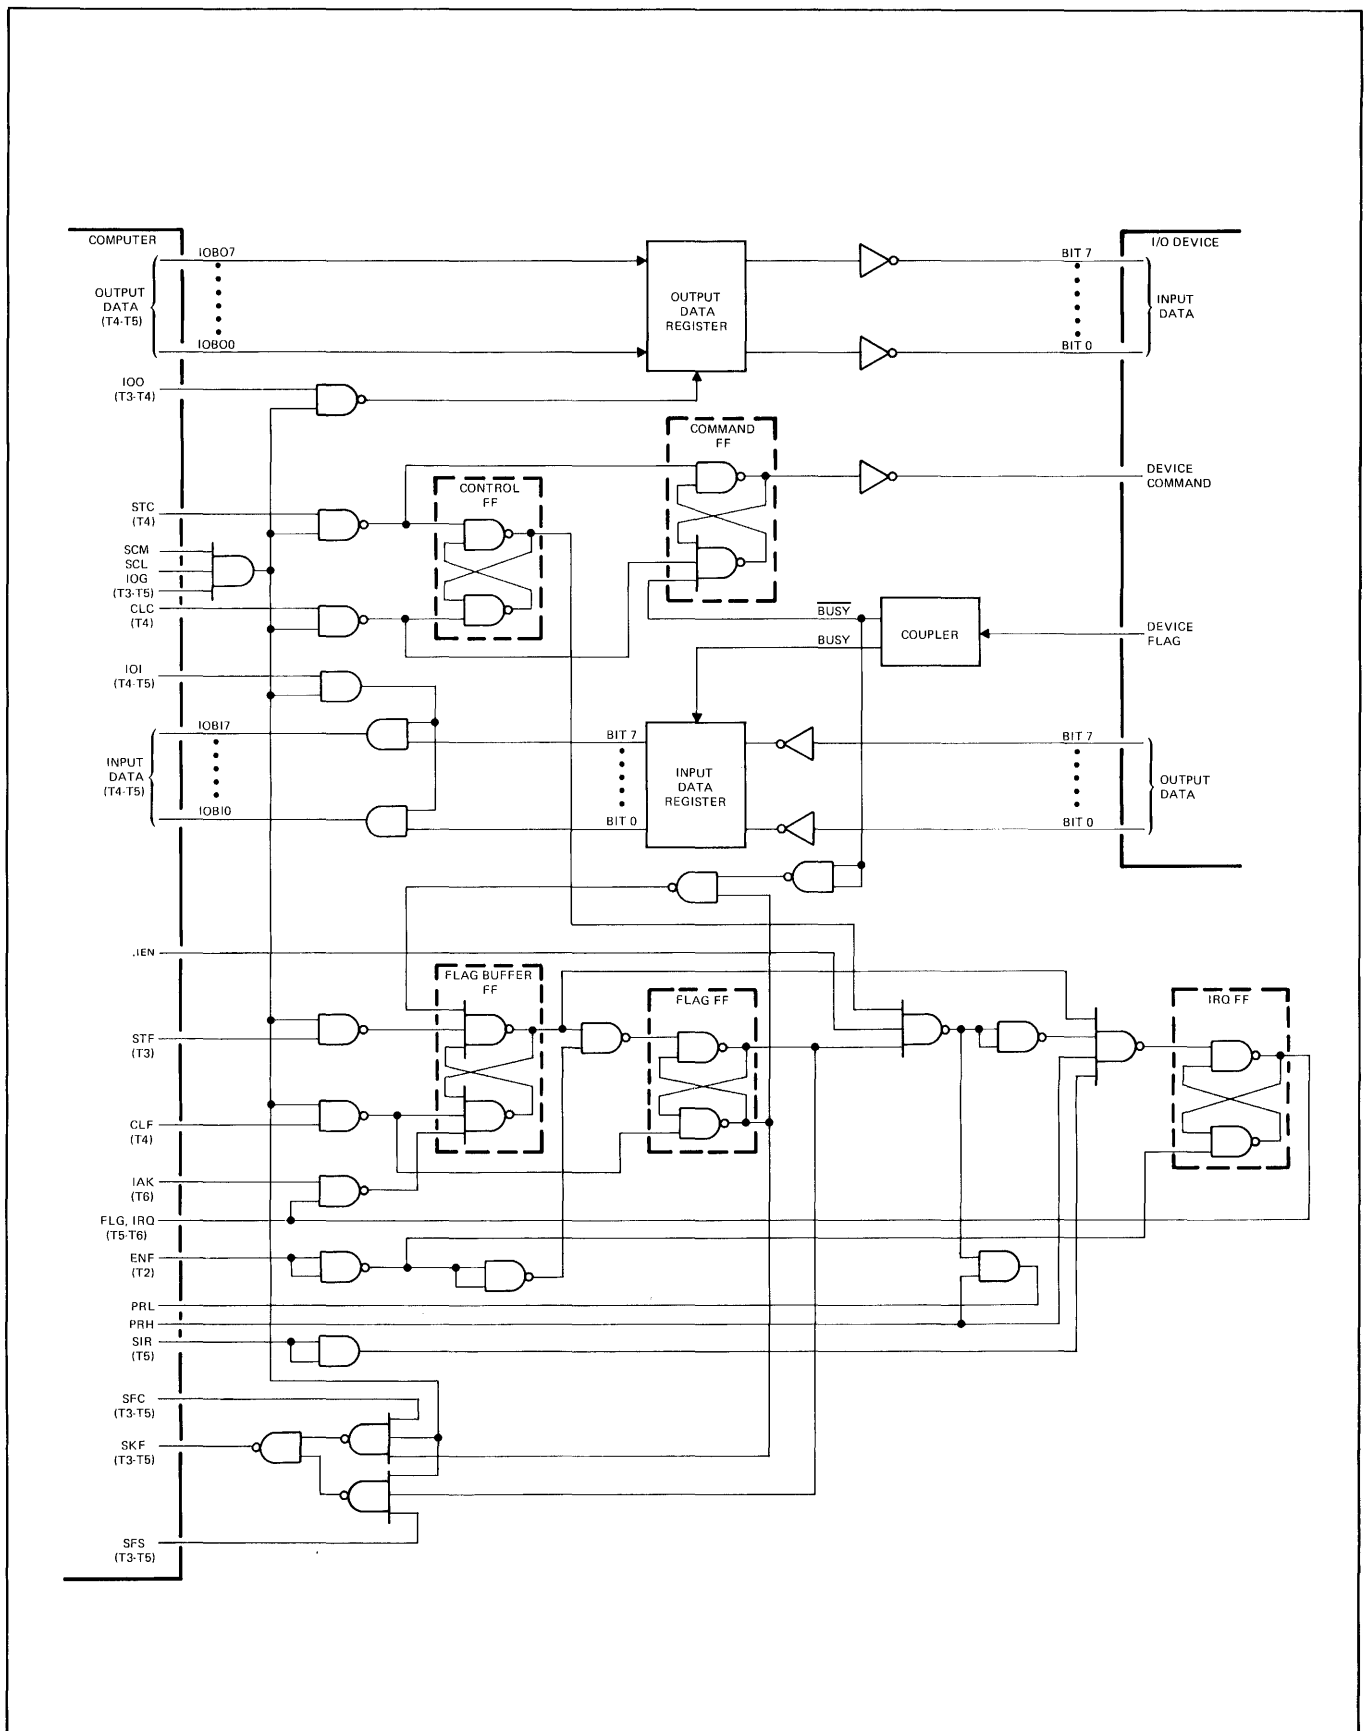 COMPUTER
I/O DEVICE
IOBO7
BIT 7
OUTPUT
DATA
(T4-T5)
OUTPUT
DATA
REGISTER
INPUT
DATA
IOBO0
BIT 0
IOO
(T3-T4)
COMMAND
FF
DEVICE
COMMAND
CONTROL
FF
STC
(T4)
SCM
SCL
IOG
(T3-T5)
CLC
(T4)
BUSY
BUSY
COUPLER
DEVICE
FLAG
IOI
(T4-T5)
IOBI7
BIT 7
BIT 7
INPUT
DATA
(T4-T5)
INPUT
DATA
REGISTER
OUTPUT
DATA
IOBI0
BIT 0
BIT 0
IEN
FLAG BUFFER
FF
FLAG FF
IRQ FF
STF
(T3)
CLF
(T4)
IAK
(T6)
FLG, IRQ
(T5-T6)
ENF
(T2)
PRL
PRH
SIR
(T5)
SFC
(T3-T5)
SKF
(T3-T5)
SFS
(T3-T5)